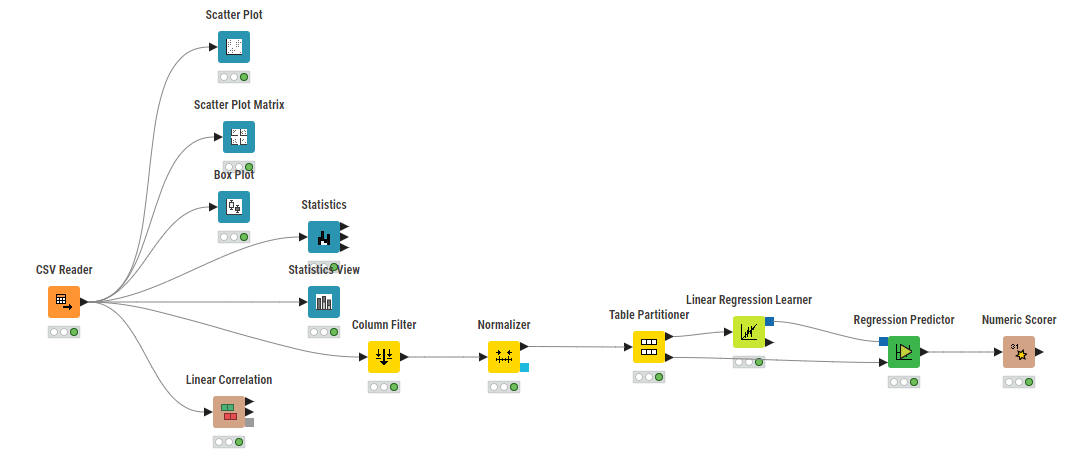 Scatter Plot
Scatter Plot Matrix
Box Plot
Statistics
CSV Reader
Statistics View
Column Filter
Normalizer
Table Partitioner
Linear Regression Learner
Regression Predictor
Numeric Scorer
31
Linear Correlation